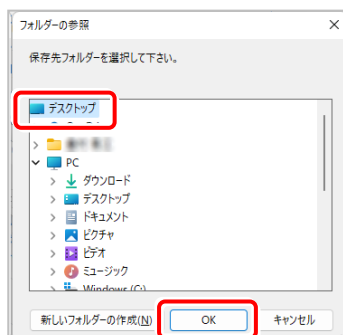 フォルダーの参照
保存先フォルダーを選択して下さい。
デスクトップ
PC
ダウンロード
デスクトップ
ドキュメント
ピクチャ
ビデオ
ミュージック
Windows (C:)
新しいフォルダーの作成(N)
OK
キャンセル